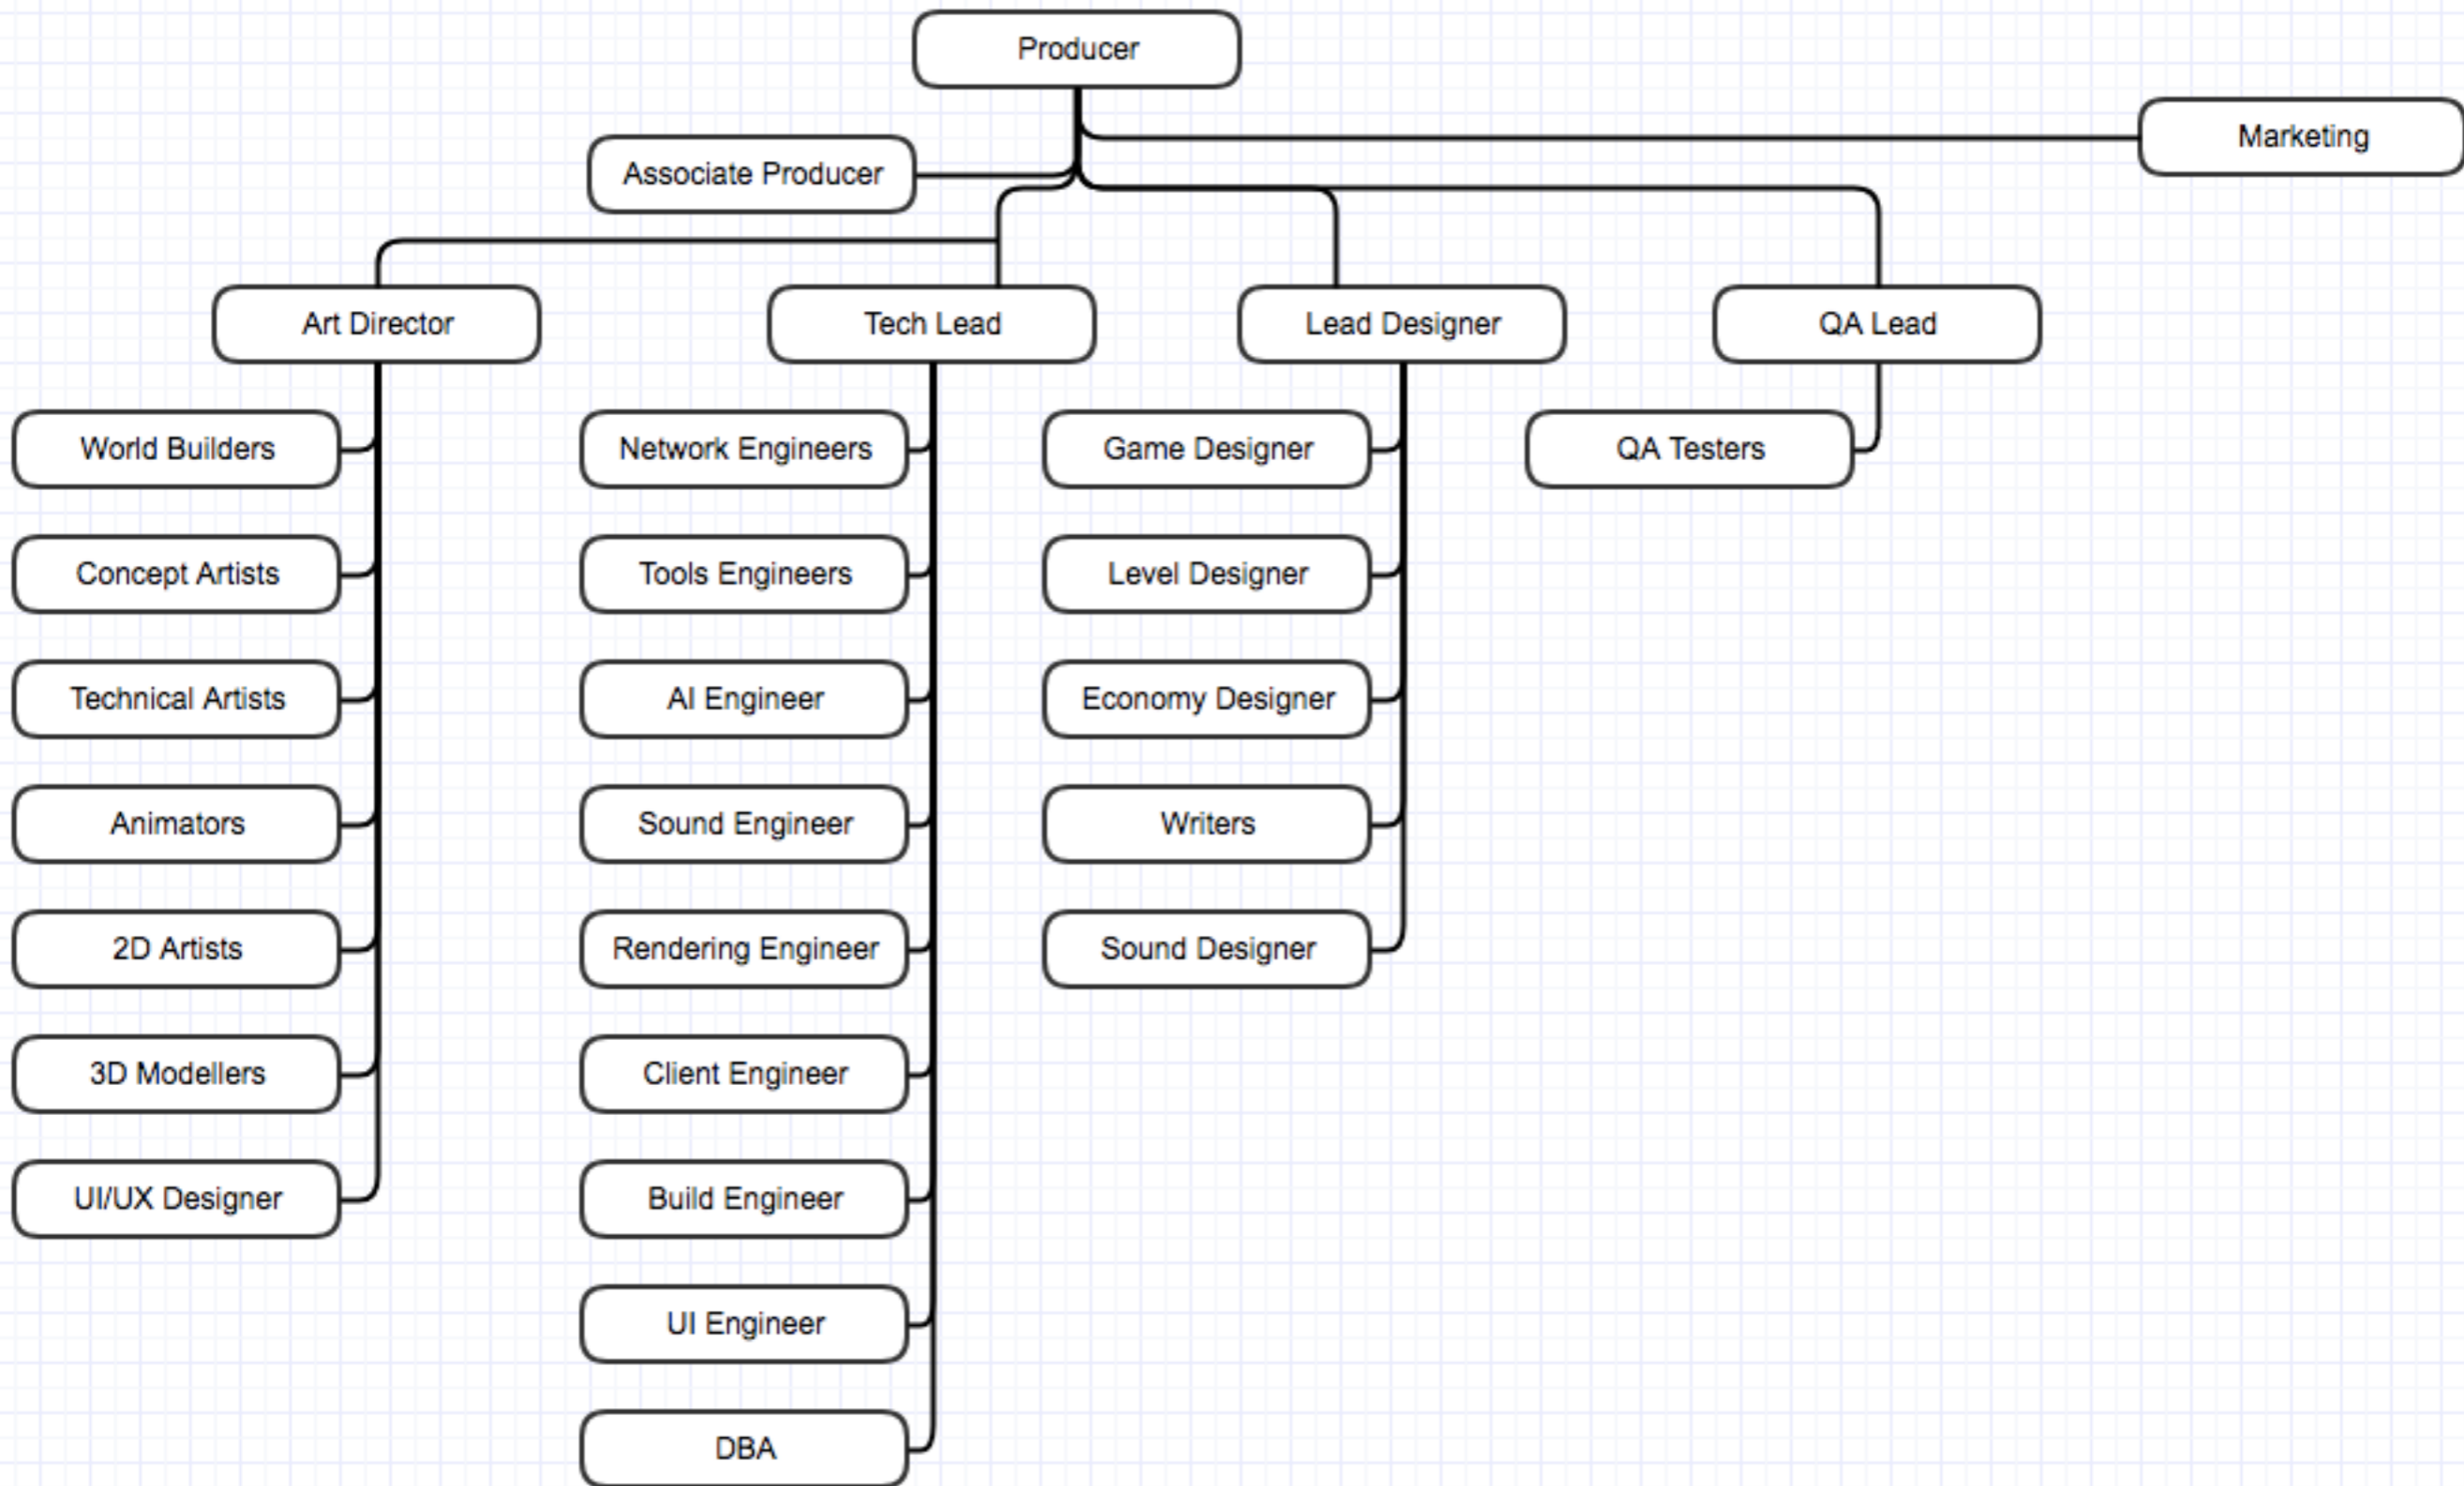 Producer
Marketing
Associate Producer
Art Director
Tech Lead
Lead Designer
QA Lead
World Builders
Network Engineers
Game Designer
QA Testers
Concept Artists
Tools Engineers
Level Designer
Technical Artists
AI Engineer
Economy Designer
Animators
Sound Engineer
Writers
2D Artists
Rendering Engineer
Sound Designer
3D Modellers
Client Engineer
UI/UX Designer
Build Engineer
UI Engineer
DBA